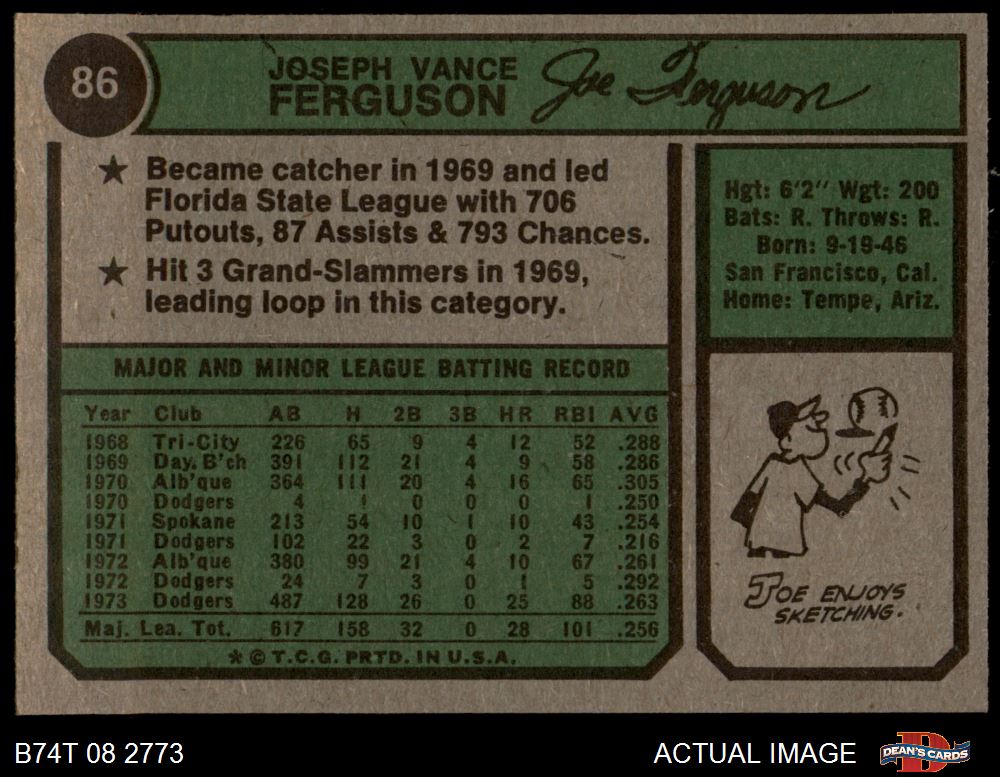 86
JOSEPH VANCE
FERGUSON
Joe Ferguson
★ Became catcher in 1969 and led
Florida State League with 706
Putouts, 87 Assists & 793 Chances.
★ Hit 3 Grand-Slammers in 1969,
leading loop in this category.
Hgt: 6'2" Wgt: 200
Bats: R. Throws: R.
Born: 9-19-46
San Francisco, Cal.
Home: Tempe, Ariz.
MAJOR AND MINOR LEAGUE BATTING RECORD
Year Club AB H 2B 3B HR RBI AVG
1968 Tri-City 226 65 9 4 12 52 .288
1969 Day. B'ch 391 112 21 4 9 58 .286
1970 Alb'que 364 111 20 4 16 65 .305
1970 Dodgers 4 1 0 0 0 1 .250
1971 Spokane 213 54 10 1 10 43 .254
1971 Dodgers 102 22 3 0 2 7 .216
1972 Alb'que 380 99 21 4 10 67 .261
1972 Dodgers 24 7 3 0 1 5 .292
1973 Dodgers 487 128 26 0 25 88 .263
Maj. Lea. Tot. 617 158 32 0 28 101 .256
* © T.C.G. PRTD. IN U.S.A.
JOE ENJOYS
SKETCHING.
B74T 08 2773
ACTUAL IMAGE
D
DEAN'S CARDS